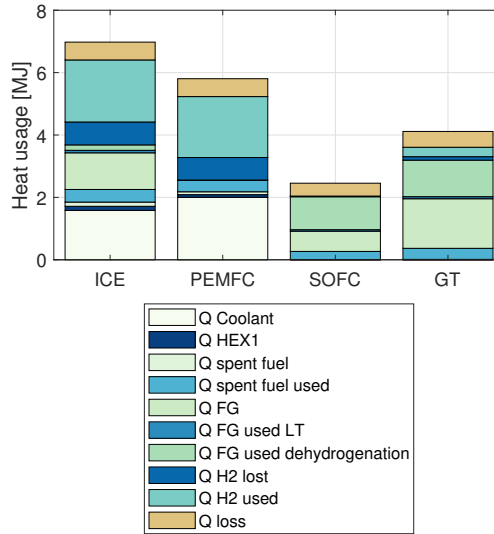 8
6
4
2
0
Heat usage [MJ]
ICE
PEMFC
SOFC
GT
Q Coolant
Q HEX1
Q spent fuel
Q spent fuel used
Q FG
Q FG used LT
Q FG used dehydrogenation
Q H2 lost
Q H2 used
Q loss